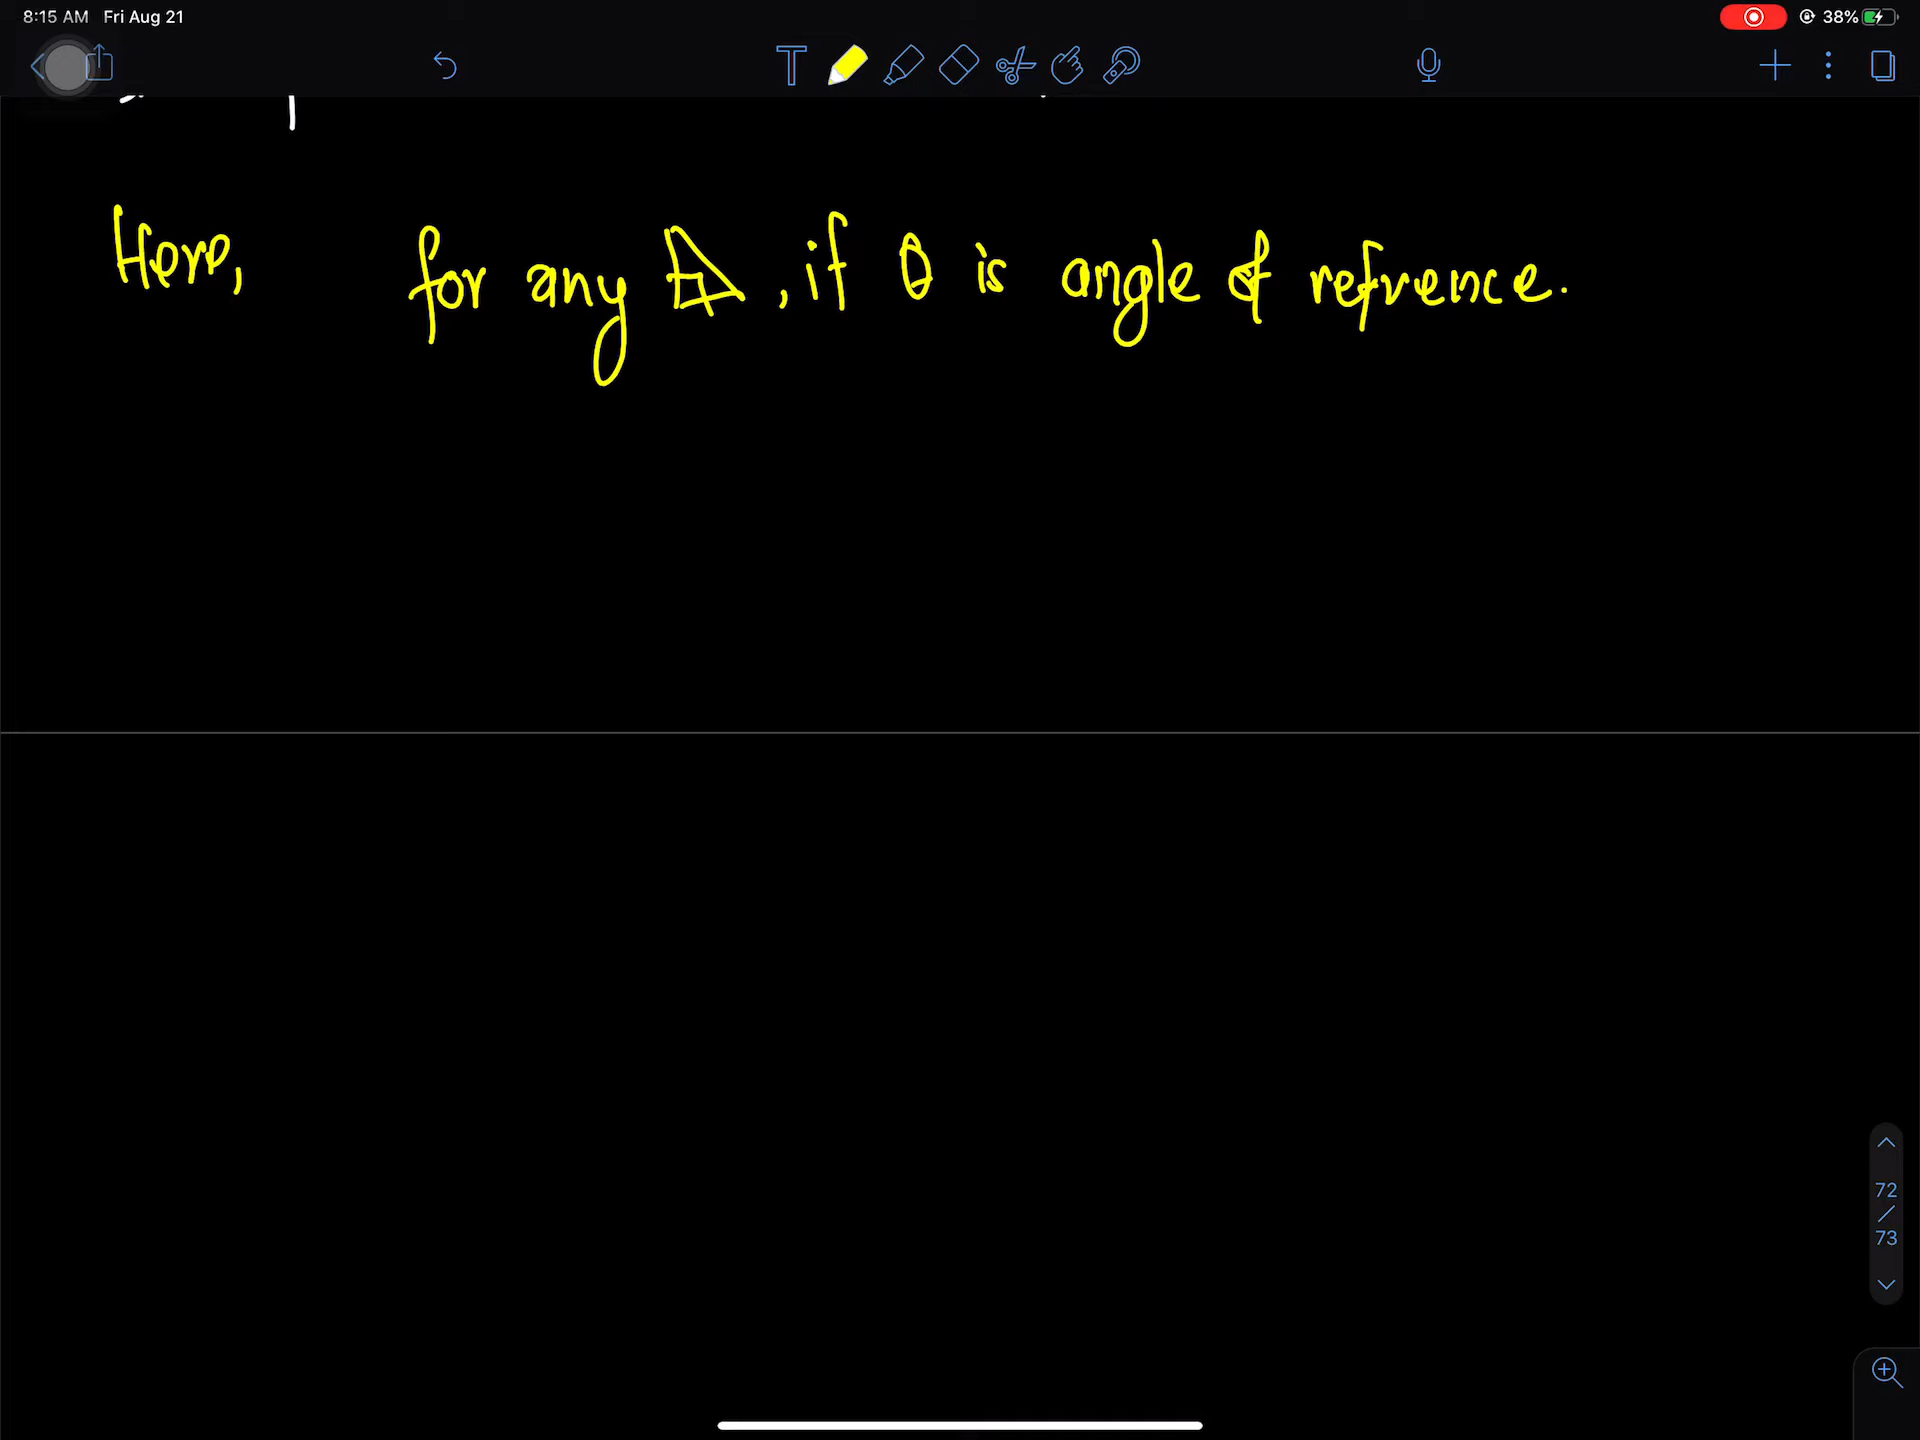 8:15 AM Fri Aug 21 38%
Here, for any ⊿, if θ is angle of refrence.
72
/
73